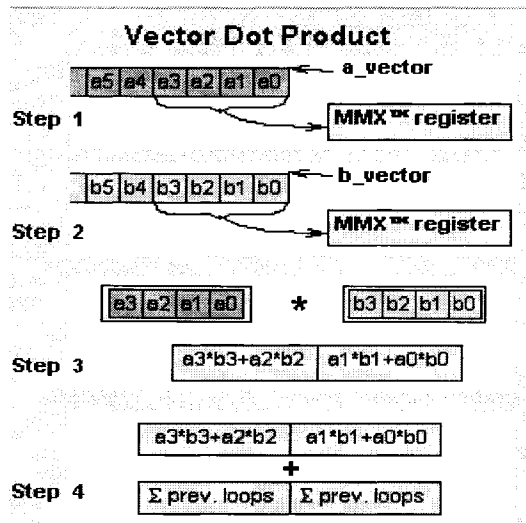 Vector Dot Product
a5 a4 a3 a2 a1 a0
a_vector
Step 1
MMX™ register
b5 b4 b3 b2 b1 b0
b_vector
Step 2
MMX™ register
a3 a2 a1 a0 * b3 b2 b1 b0
Step 3
a3*b3+a2*b2 a1*b1+a0*b0
a3*b3+a2*b2 a1*b1+a0*b0
+
Step 4
Σ prev. loops Σ prev. loops